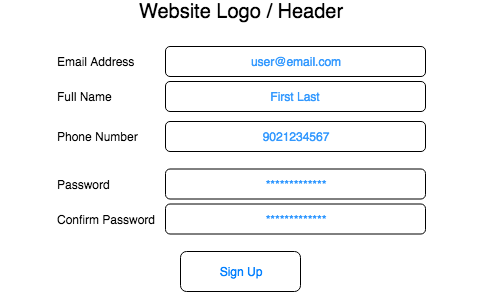 Website Logo / Header
Email Address user@email.com
Full Name First Last
Phone Number 9021234567
Password *************
Confirm Password *************
Sign Up